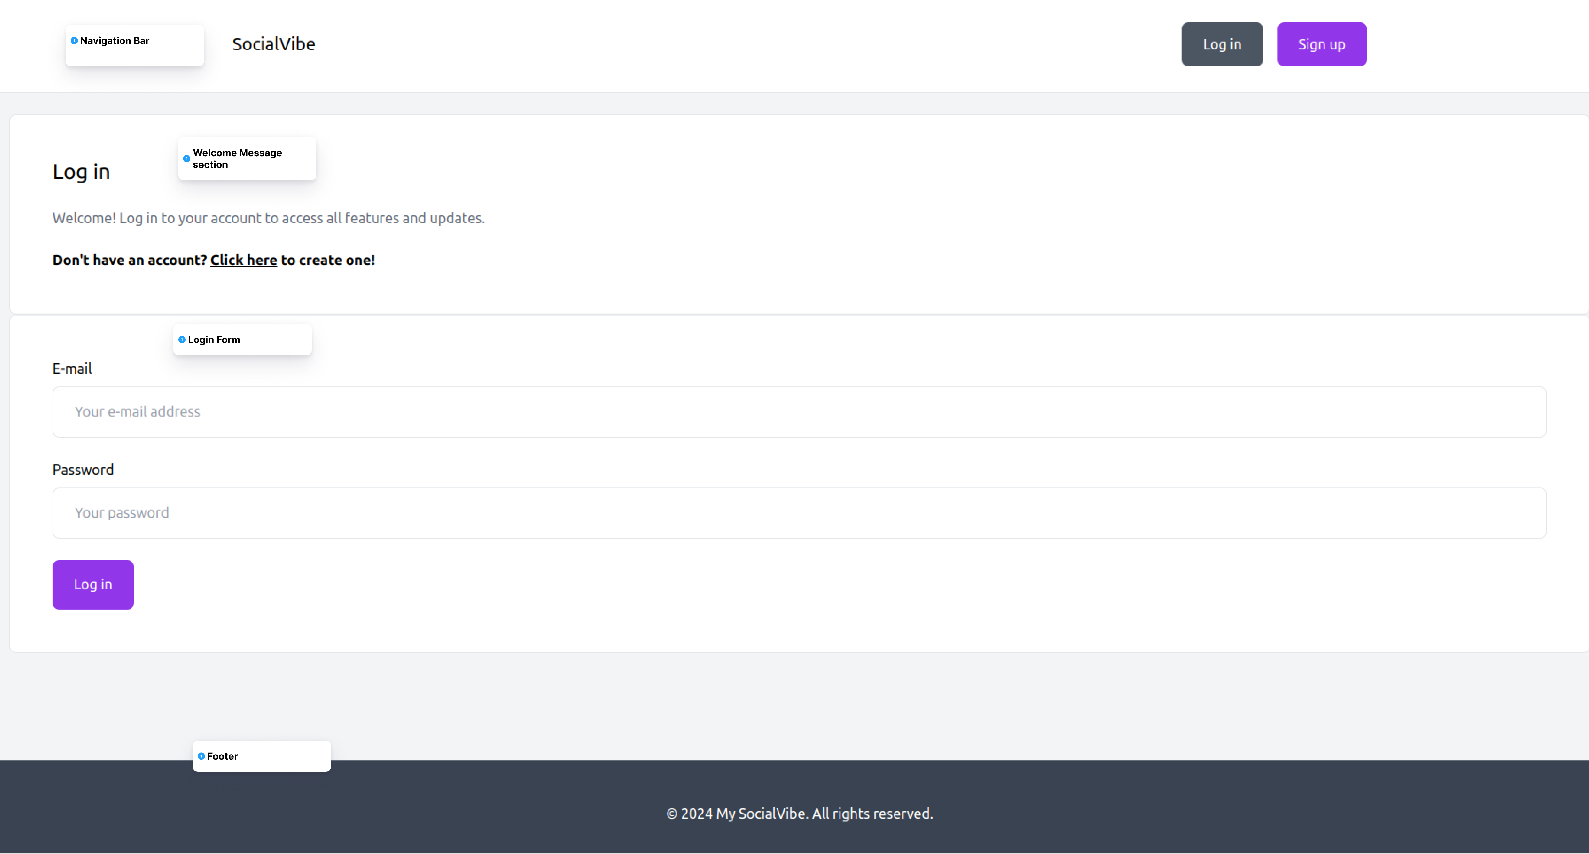 Navigation Bar
SocialVibe
Log in
Sign up
Welcome Message
section
Log in
Welcome! Log in to your account to access all features and updates.
Don't have an account? Click here to create one!
Login Form
E-mail
Your e-mail address
Password
Your password
Log in
Footer
© 2024 My SocialVibe. All rights reserved.